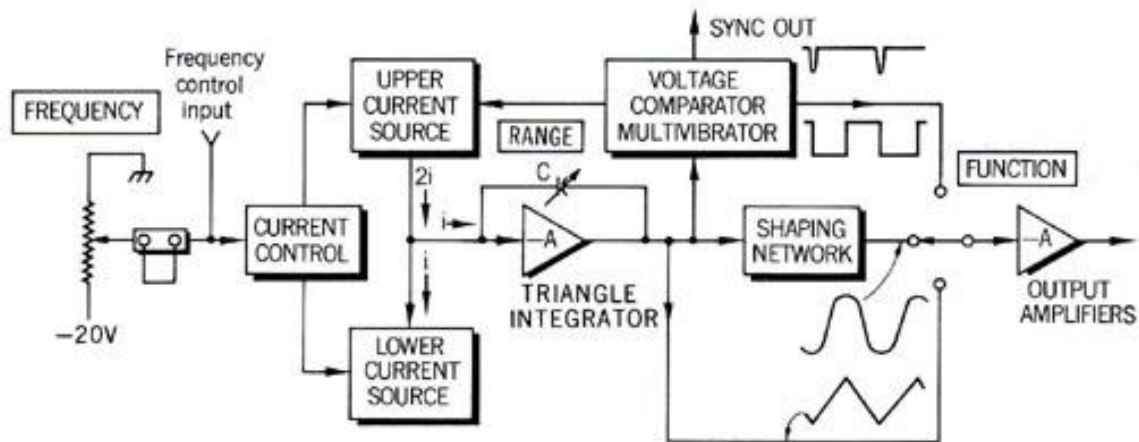 SYNC OUT
Frequency
control
input
FREQUENCY
UPPER
CURRENT
SOURCE
VOLTAGE
COMPARATOR
MULTIVIBRATOR
RANGE
C
FUNCTION
2i
i
CURRENT
CONTROL
–A
SHAPING
NETWORK
–A
i
TRIANGLE
INTEGRATOR
OUTPUT
AMPLIFIERS
–20V
LOWER
CURRENT
SOURCE